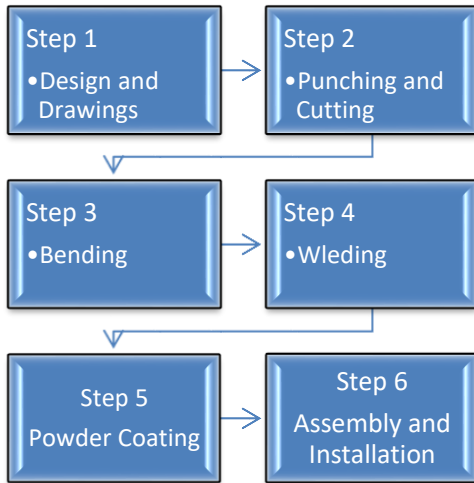 Step 1
•Design and
Drawings
Step 2
•Punching and
Cutting
Step 3
•Bending
Step 4
•Wleding
Step 5
Powder Coating
Step 6
Assembly and
Installation